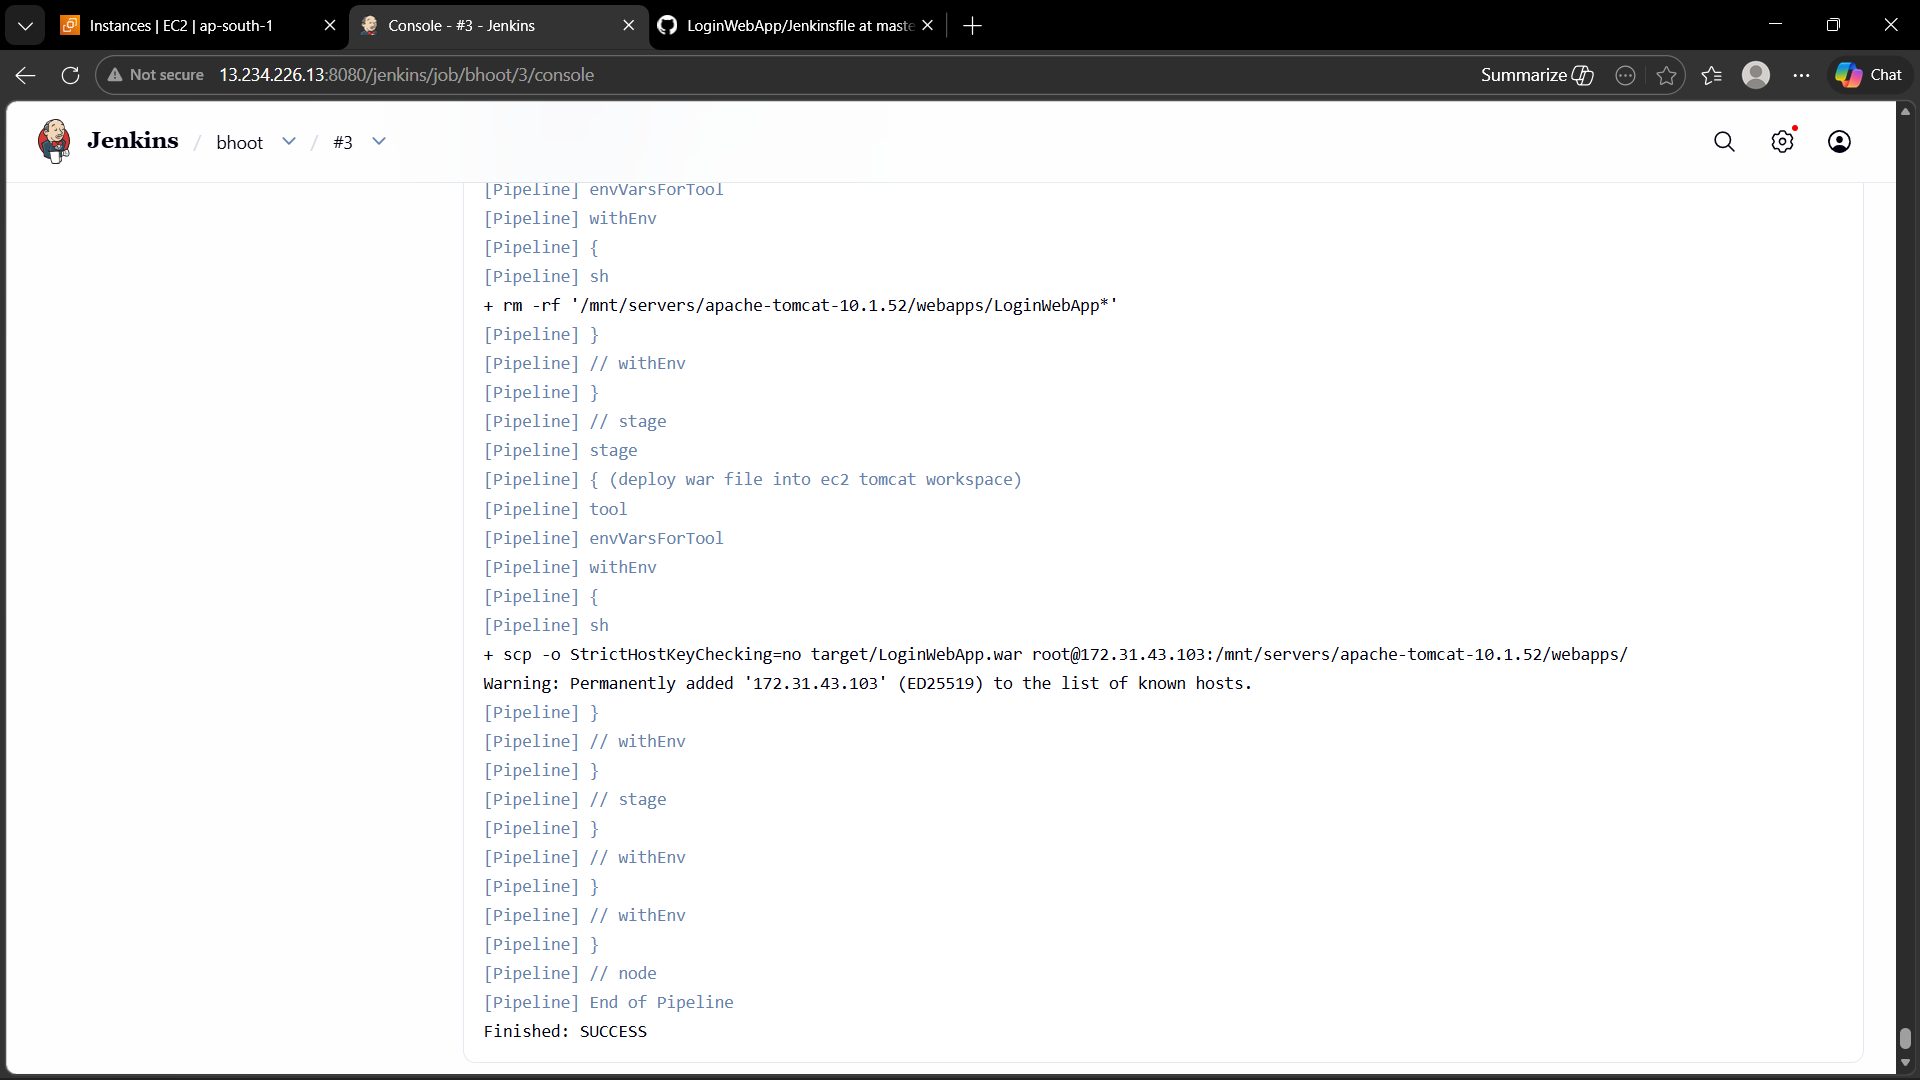 Instances | EC2 | ap-south-1
Console - #3 - Jenkins
LoginWebApp/Jenkinsfile at maste
Not secure
13.234.226.13:8080/jenkins/job/bhoot/3/console
Summarize
Chat
Jenkins / bhoot / #3
[Pipeline] envVarsForTool
[Pipeline] withEnv
[Pipeline] {
[Pipeline] sh
+ rm -rf '/mnt/servers/apache-tomcat-10.1.52/webapps/LoginWebApp*'
[Pipeline] }
[Pipeline] // withEnv
[Pipeline] }
[Pipeline] // stage
[Pipeline] stage
[Pipeline] { (deploy war file into ec2 tomcat workspace)
[Pipeline] tool
[Pipeline] envVarsForTool
[Pipeline] withEnv
[Pipeline] {
[Pipeline] sh
+ scp -o StrictHostKeyChecking=no target/LoginWebApp.war root@172.31.43.103:/mnt/servers/apache-tomcat-10.1.52/webapps/
Warning: Permanently added '172.31.43.103' (ED25519) to the list of known hosts.
[Pipeline] }
[Pipeline] // withEnv
[Pipeline] }
[Pipeline] // stage
[Pipeline] }
[Pipeline] // withEnv
[Pipeline] }
[Pipeline] // withEnv
[Pipeline] }
[Pipeline] // node
[Pipeline] End of Pipeline
Finished: SUCCESS